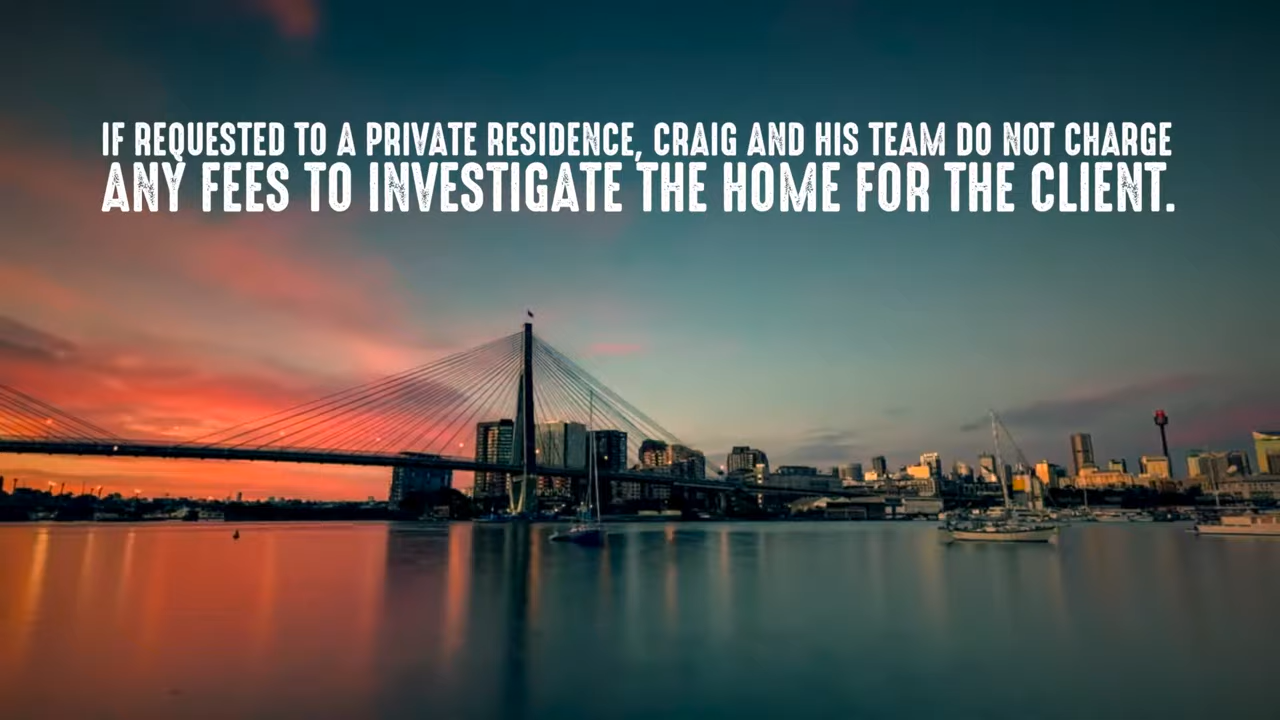 IF REQUESTED TO A PRIVATE RESIDENCE, CRAIG AND HIS TEAM DO NOT CHARGE
ANY FEES TO INVESTIGATE THE HOME FOR THE CLIENT.